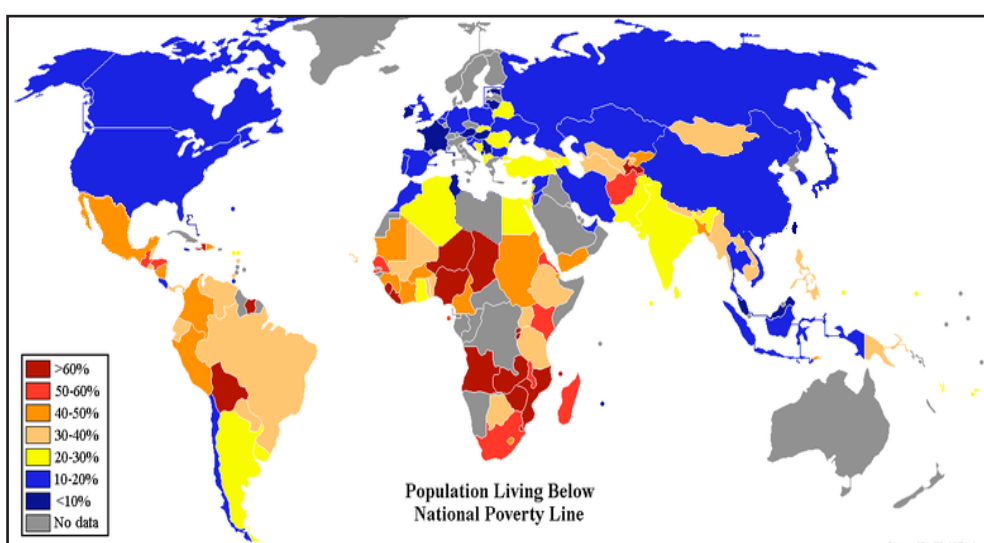 >60%
50-60%
40-50%
30-40%
20-30%
10-20%
<10%
No data
Population Living Below
National Poverty Line